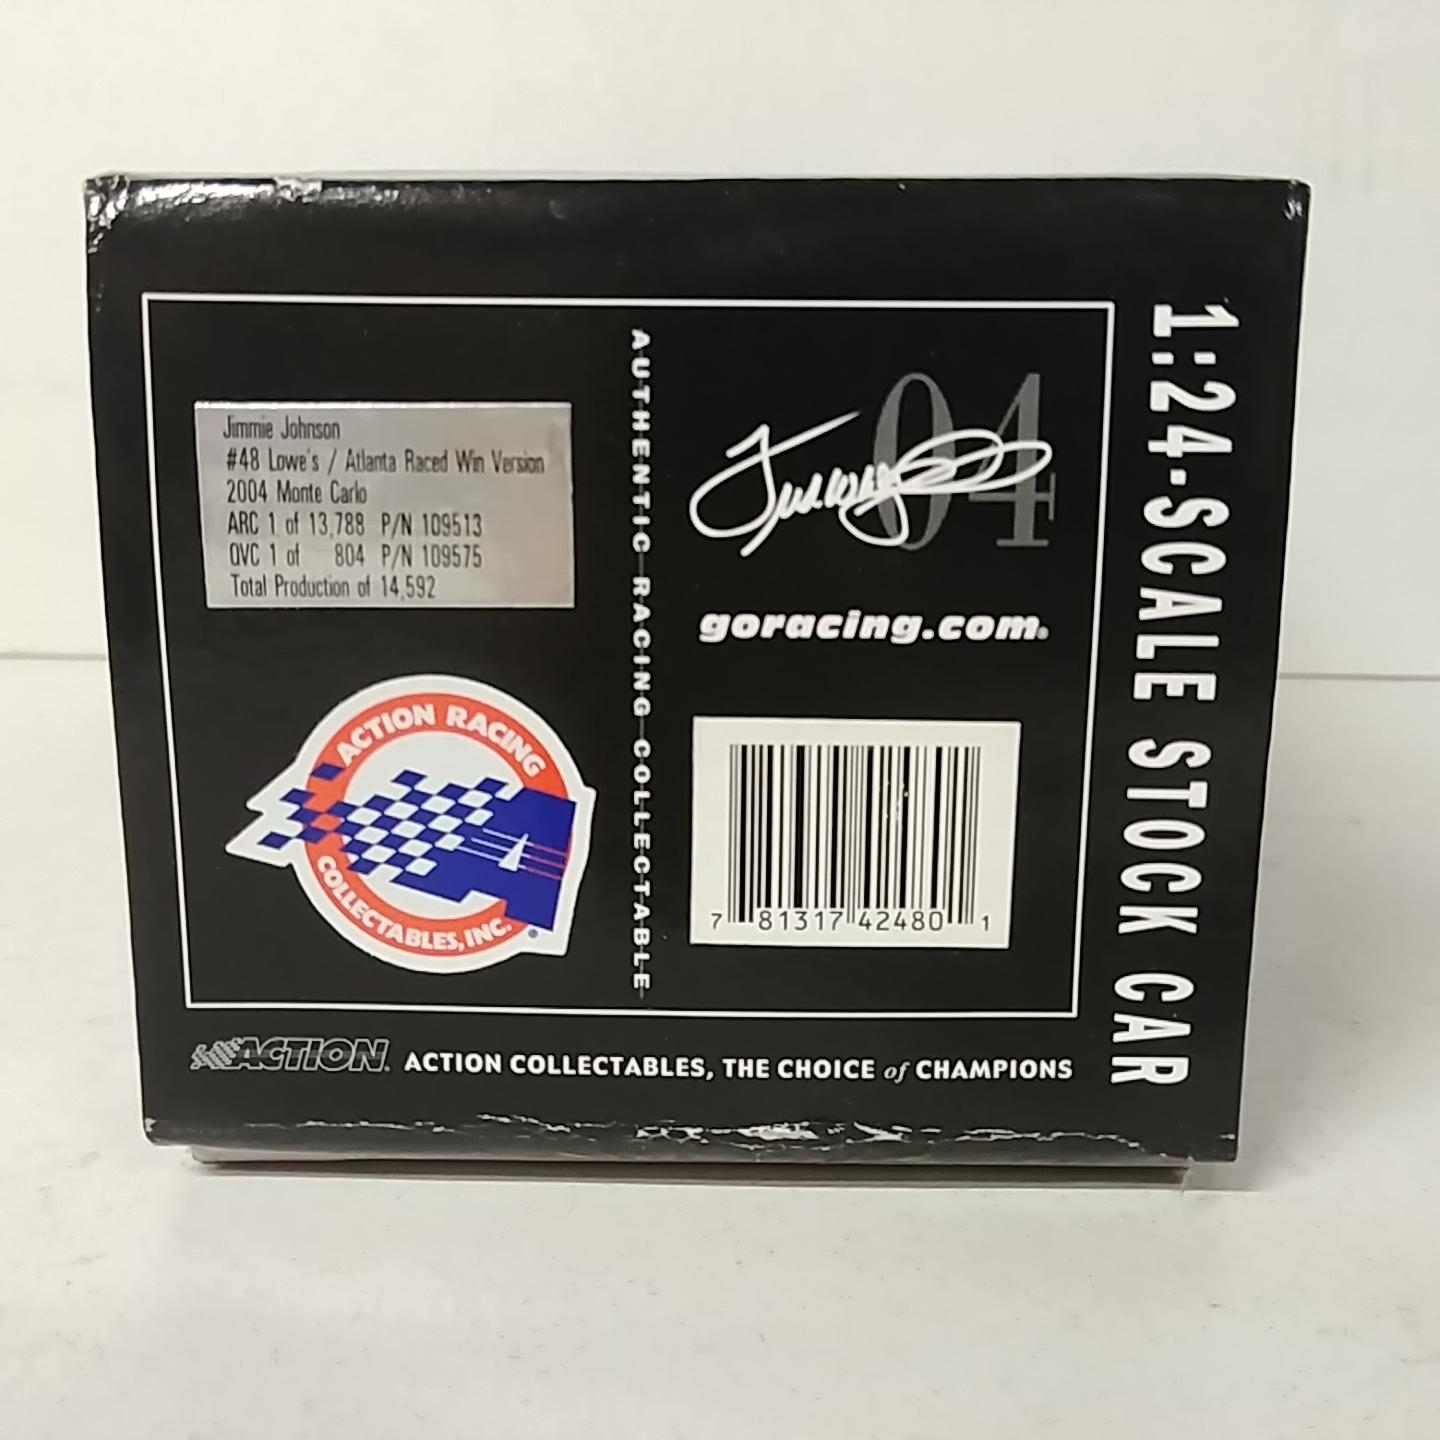 Jimmie Johnson
#48 Lowe's / Atlanta Raced Win Version
2004 Monte Carlo
ARC 1 of 13,788 P/N 109513
QVC 1 of 804 P/N 109575
Total Production of 14,592
ACTION RACING
COLLECTABLES, INC.
AUTHENTIC RACING COLLECTABLE
04
goracing.com
7 81317 42480 1
1:24-SCALE STOCK CAR
ACTION
ACTION COLLECTABLES, THE CHOICE of CHAMPIONS